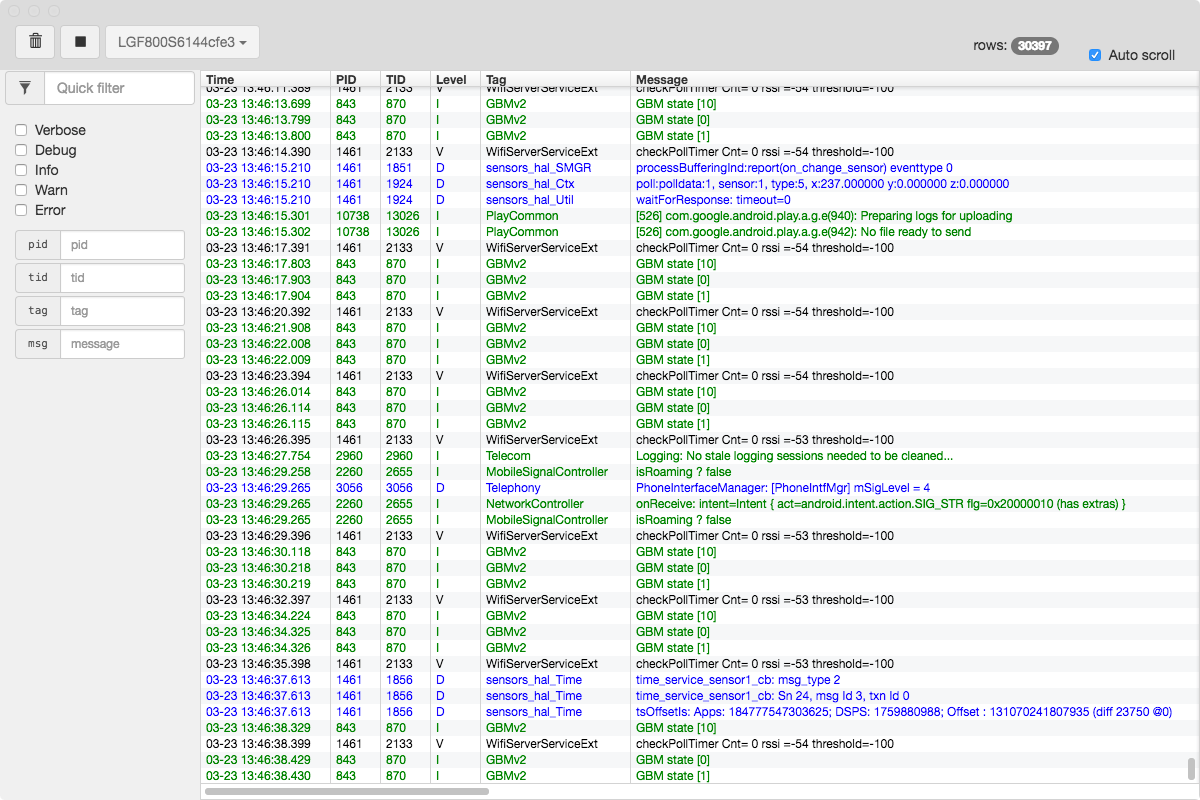 LGF800S6144cfe3
rows: 30397
Auto scroll
Quick filter
Verbose
Debug
Info
Warn
Error
pid pid
tid tid
tag tag
msg message
Time PID TID Level Tag Message
03-23 13:46:11.389 1461 2133 V WifiServerServiceExt checkPollTimer Cnt= 0 rssi =-54 threshold=-100
03-23 13:46:13.699 843 870 I GBMv2 GBM state [10]
03-23 13:46:13.799 843 870 I GBMv2 GBM state [0]
03-23 13:46:13.800 843 870 I GBMv2 GBM state [1]
03-23 13:46:14.390 1461 2133 V WifiServerServiceExt checkPollTimer Cnt= 0 rssi =-54 threshold=-100
03-23 13:46:15.210 1461 1851 D sensors_hal_SMGR processBufferingInd:report(on_change_sensor) eventtype 0
03-23 13:46:15.210 1461 1924 D sensors_hal_Ctx poll:polldata:1, sensor:1, type:5, x:237.000000 y:0.000000 z:0.000000
03-23 13:46:15.210 1461 1924 D sensors_hal_Util waitForResponse: timeout=0
03-23 13:46:15.301 10738 13026 I PlayCommon [526] com.google.android.play.a.g.e(940): Preparing logs for uploading
03-23 13:46:15.302 10738 13026 I PlayCommon [526] com.google.android.play.a.g.e(942): No file ready to send
03-23 13:46:17.391 1461 2133 V WifiServerServiceExt checkPollTimer Cnt= 0 rssi =-54 threshold=-100
03-23 13:46:17.803 843 870 I GBMv2 GBM state [10]
03-23 13:46:17.903 843 870 I GBMv2 GBM state [0]
03-23 13:46:17.904 843 870 I GBMv2 GBM state [1]
03-23 13:46:20.392 1461 2133 V WifiServerServiceExt checkPollTimer Cnt= 0 rssi =-54 threshold=-100
03-23 13:46:21.908 843 870 I GBMv2 GBM state [10]
03-23 13:46:22.008 843 870 I GBMv2 GBM state [0]
03-23 13:46:22.009 843 870 I GBMv2 GBM state [1]
03-23 13:46:23.394 1461 2133 V WifiServerServiceExt checkPollTimer Cnt= 0 rssi =-54 threshold=-100
03-23 13:46:26.014 843 870 I GBMv2 GBM state [10]
03-23 13:46:26.114 843 870 I GBMv2 GBM state [0]
03-23 13:46:26.115 843 870 I GBMv2 GBM state [1]
03-23 13:46:26.395 1461 2133 V WifiServerServiceExt checkPollTimer Cnt= 0 rssi =-53 threshold=-100
03-23 13:46:27.754 2960 2960 I Telecom Logging: No stale logging sessions needed to be cleaned...
03-23 13:46:29.258 2260 2655 I MobileSignalController isRoaming ? false
03-23 13:46:29.265 3056 3056 D Telephony PhoneInterfaceManager: [PhoneIntfMgr] mSigLevel = 4
03-23 13:46:29.265 2260 2655 I NetworkController onReceive: intent=Intent { act=android.intent.action.SIG_STR flg=0x20000010 (has extras) }
03-23 13:46:29.265 2260 2655 I MobileSignalController isRoaming ? false
03-23 13:46:29.396 1461 2133 V WifiServerServiceExt checkPollTimer Cnt= 0 rssi =-53 threshold=-100
03-23 13:46:30.118 843 870 I GBMv2 GBM state [10]
03-23 13:46:30.218 843 870 I GBMv2 GBM state [0]
03-23 13:46:30.219 843 870 I GBMv2 GBM state [1]
03-23 13:46:32.397 1461 2133 V WifiServerServiceExt checkPollTimer Cnt= 0 rssi =-53 threshold=-100
03-23 13:46:34.224 843 870 I GBMv2 GBM state [10]
03-23 13:46:34.325 843 870 I GBMv2 GBM state [0]
03-23 13:46:34.326 843 870 I GBMv2 GBM state [1]
03-23 13:46:35.398 1461 2133 V WifiServerServiceExt checkPollTimer Cnt= 0 rssi =-53 threshold=-100
03-23 13:46:37.613 1461 1856 D sensors_hal_Time time_service_sensor1_cb: msg_type 2
03-23 13:46:37.613 1461 1856 D sensors_hal_Time time_service_sensor1_cb: Sn 24, msg Id 3, txn Id 0
03-23 13:46:37.613 1461 1856 D sensors_hal_Time tsOffsetIs: Apps: 184777547303625; DSPS: 1759880988; Offset : 131070241807935 (diff 23750 @0)
03-23 13:46:38.329 843 870 I GBMv2 GBM state [10]
03-23 13:46:38.399 1461 2133 V WifiServerServiceExt checkPollTimer Cnt= 0 rssi =-54 threshold=-100
03-23 13:46:38.429 843 870 I GBMv2 GBM state [0]
03-23 13:46:38.430 843 870 I GBMv2 GBM state [1]